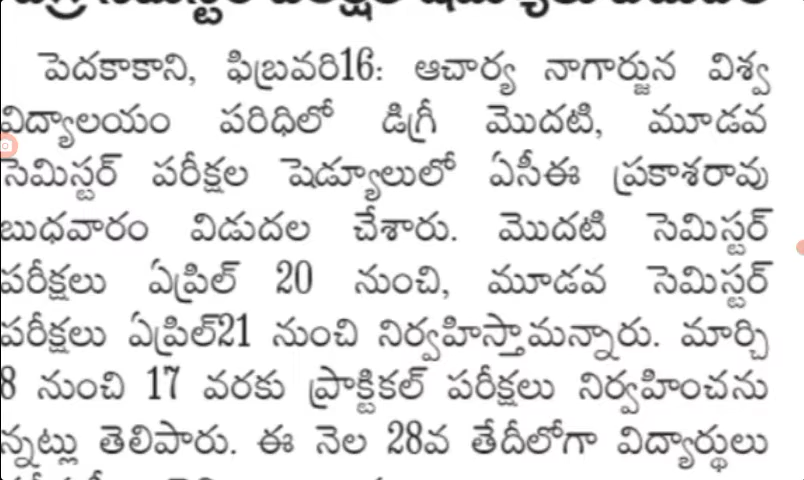 పెదకాకాని, ఫిబ్రవరి16: ఆచార్య నాగార్జున విశ్వ
విద్యాలయం పరిధిలో డిగ్రీ మొదటి, మూడవ
సెమిస్టర్ పరీక్షల షెడ్యూలులో ఏసీఈ ప్రకాశరావు
బుధవారం విడుదల చేశారు. మొదటి సెమిస్టర్
పరీక్షలు ఏప్రిల్ 20 నుంచి, మూడవ సెమిస్టర్
పరీక్షలు ఏప్రిల్21 నుంచి నిర్వహిస్తామన్నారు. మార్చి
8 నుంచి 17 వరకు ప్రాక్టికల్ పరీక్షలు నిర్వహించను
న్నట్లు తెలిపారు. ఈ నెల 28వ తేదీలోగా విద్యార్థులు